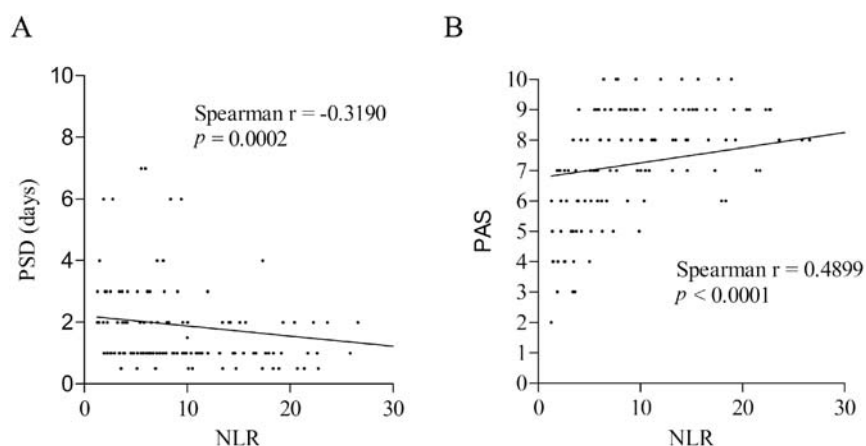 A
10
8
6
4
2
0
PSD (days)
Spearman r = -0.3190
p = 0.0002
0
10
20
30
NLR
B
10
9
8
7
6
5
4
3
2
1
0
PAS
Spearman r = 0.4899
p < 0.0001
0
10
20
30
NLR